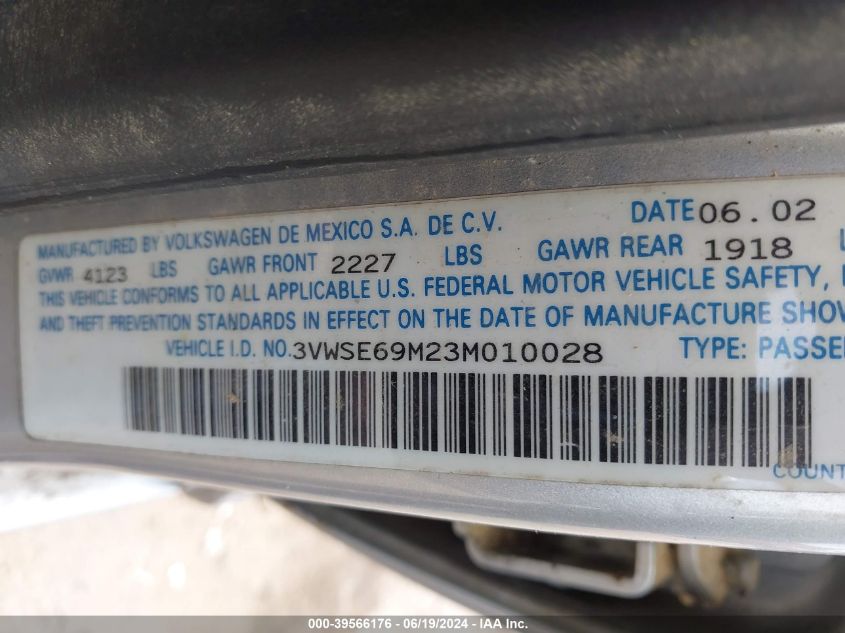 MANUFACTURED BY VOLKSWAGEN DE MEXICO S.A. DE C.V. DATE 06.02
GVWR 4123 LBS GAWR FRONT 2227 LBS GAWR REAR 1918 L
THIS VEHICLE CONFORMS TO ALL APPLICABLE U.S. FEDERAL MOTOR VEHICLE SAFETY,
AND THEFT PREVENTION STANDARDS IN EFFECT ON THE DATE OF MANUFACTURE SHOW
VEHICLE I.D. NO. 3VWSE69M23M010028 TYPE: PASSE
COUNT
000-39566176 / 06/19/2024 - IAA Inc.